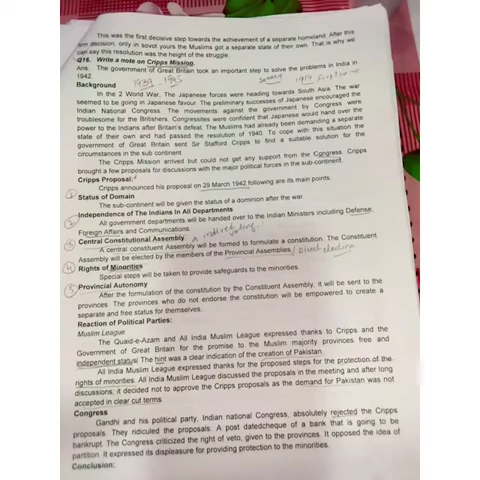 This was the first decisive step towards the achievement of a separate homeland. After this
firm decision, only in sovot yours the Muslims got a separate state of their own. That is why we
can say this resolution was the height of the struggle.
Q16. Write a note on Cripps Mission.
Ans. The government of Great Britain took an important step to solve the problems in India in
1942.
1939 - 1945
1914 First
Background
In the 2 World War, The Japanese forces were heading towards South Asia. The war
seemed to be going in Japanese favour. The preliminary successes of Japanese encouraged the
Indian National Congress. The movements against the government by Congress were
troublesome for the Britishers. Congressites were confident that Japanese would hand over the
power to the Indians after Britain's defeat. The Muslims had already been demanding a separate
state of their own and had passed the resolution of 1940. To cope with this situation the
government of Great Britain sent Sir Stafford Cripps to find a suitable solution for the
circumstances in the sub continent.
The Cripps Mission arrived but could not get any support from the Congress. Cripps
brought a few proposals for discussions with the major political forces in the sub-continent.
Cripps Proposal:
Cripps announced his proposal on 29 March 1942 following are its main points.
1 Status of Domain
The sub-continent will be given the status of a dominion after the war.
2 Independence of The Indians In All Departments
All government departments will be handed over to the Indian Ministers including Defense,
Foreign Affairs and Communications.
indirect voting
3 Central Constitutional Assembly
A central constituent Assembly will be formed to formulate a constitution. The Constituent
Assembly will be elected by the members of the Provincial Assemblies / Direct election
4 Rights of Minorities
Special steps will be taken to provide safeguards to the minorities.
5 Provincial Autonomy
After the formulation of the constitution by the Constituent Assembly, it will be sent to the
provinces. The provinces who do not endorse the constitution will be empowered to create a
separate and free status for themselves.
Reaction of Political Parties:
Muslim League
The Quaid-e-Azam and All Muslim League expressed thanks to Cripps and the
Government of Great Britain for the promise to the Muslim majority provinces free and
independent status. The hint was a clear indication of the creation of Pakistan.
All India Muslim League expressed thanks for the proposed steps for the protection of the
rights of minorities. All India Muslim League discussed the proposals in the meeting and after long
discussions; it decided not to approve the Cripps proposals as the demand for Pakistan was not
accepted in clear cut terms.
Congress
Gandhi and his political party, Indian national Congress, absolutely rejected the Cripps
proposals. They ridiculed the proposals. A post datedcheque of a bank that is going to be
bankrupt. The Congress criticized the right of veto, given to the provinces. It opposed the idea of
partition. It expressed its displeasure for providing protection to the minorities.
Conclusion: